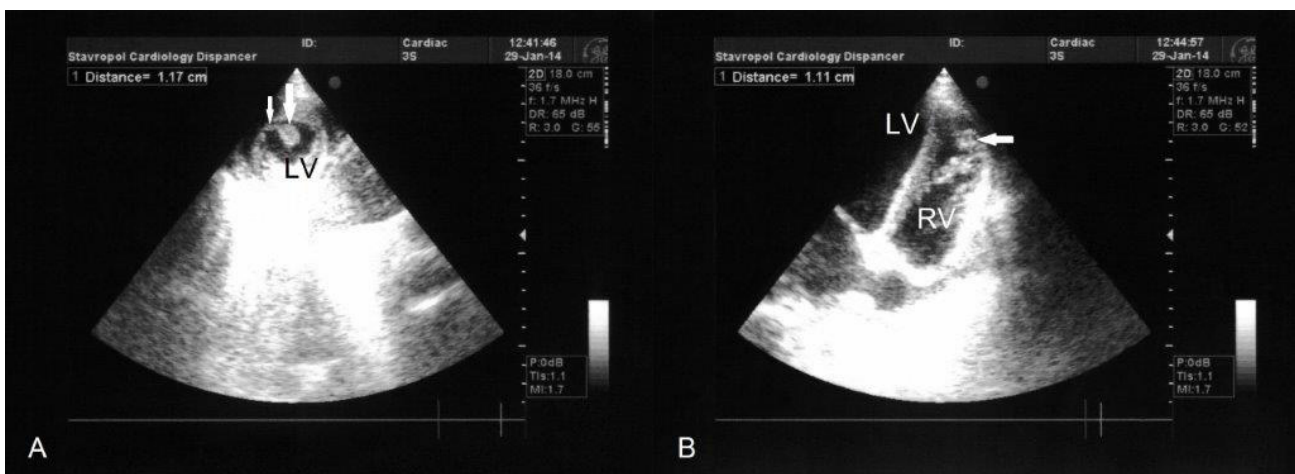 ID:
Cardiac
12:41:46
Stavropol Cardiology Dispancer
3S
29-Jan-14
1 Distance= 1.17 cm
2D 18.0 cm
36 f/s
f: 1.7 MHz H
DR: 65 dB
R: 3.0 G: 55
LV
P:0dB
TIs:1.1
MI:1.7
A
ID:
Cardiac
12:44:57
Stavropol Cardiology Dispancer
3S
29-Jan-14
1 Distance= 1.11 cm
2D 18.0 cm
36 f/s
f: 1.7 MHz H
DR: 65 dB
R: 3.0 G: 52
LV
RV
P:0dB
TIs:1.1
MI:1.7
B